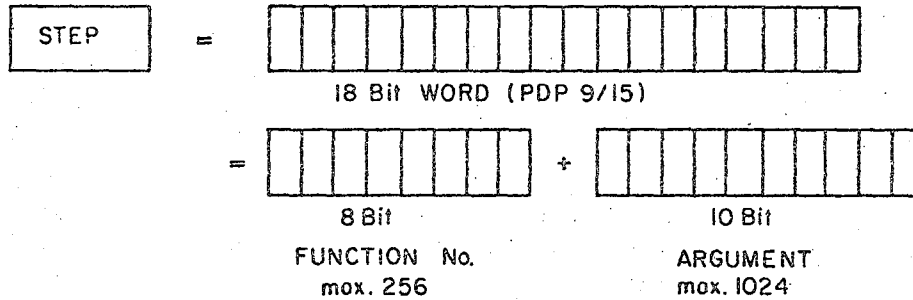 STEP =
18 Bit WORD (PDP 9/15)
= +
8 Bit 10 Bit
FUNCTION No. ARGUMENT
max. 256 max. 1024